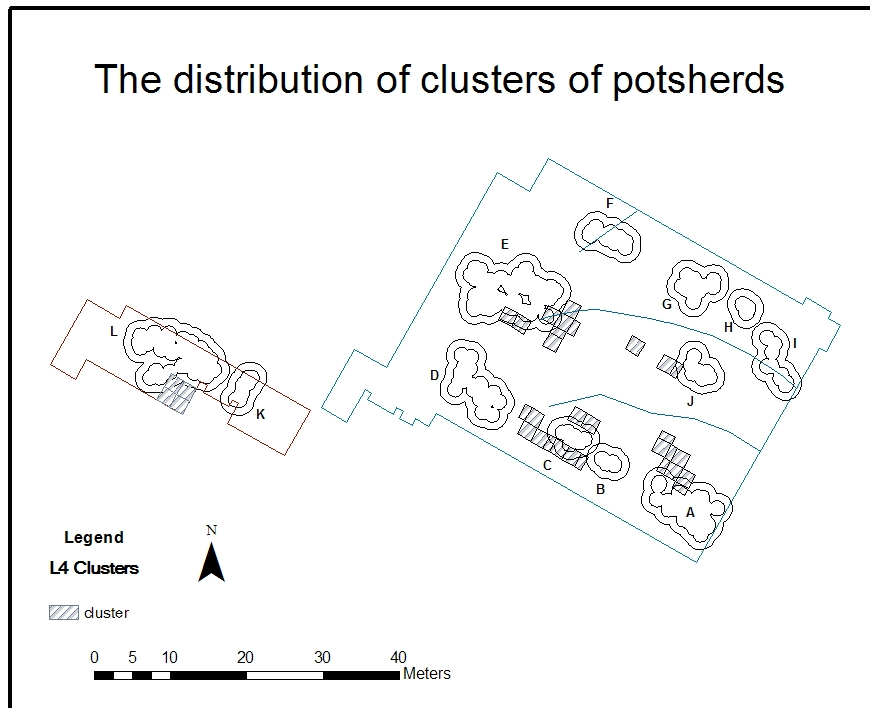 The distribution of clusters of potsherds
F
E
G
H
I
L
D
J
K
C
B
A
Legend
N
L4 Clusters
cluster
0 5 10 20 30 40
Meters